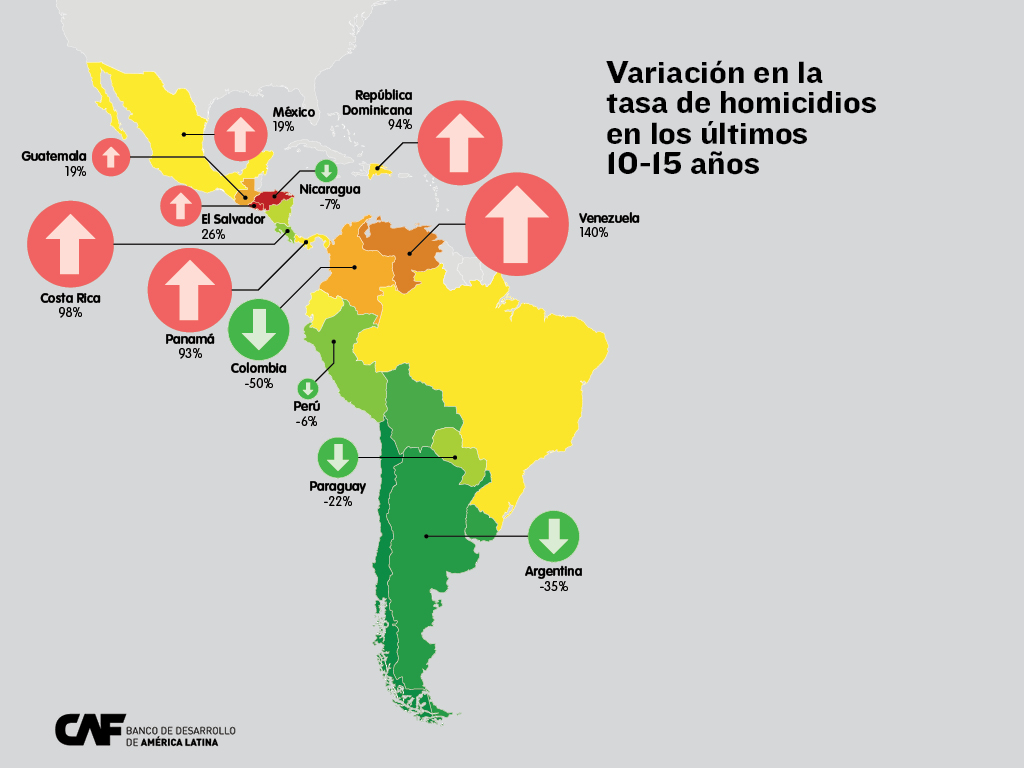 Variación en la
tasa de homicidios
en los últimos
10-15 años
República
Dominicana
94%
México
19%
Guatemala
19%
Nicaragua
-7%
El Salvador
26%
Venezuela
140%
Costa Rica
98%
Panamá
93%
Colombia
-50%
Perú
-6%
Paraguay
-22%
Argentina
-35%
CAF
BANCO DE DESARROLLO
DE AMÉRICA LATINA